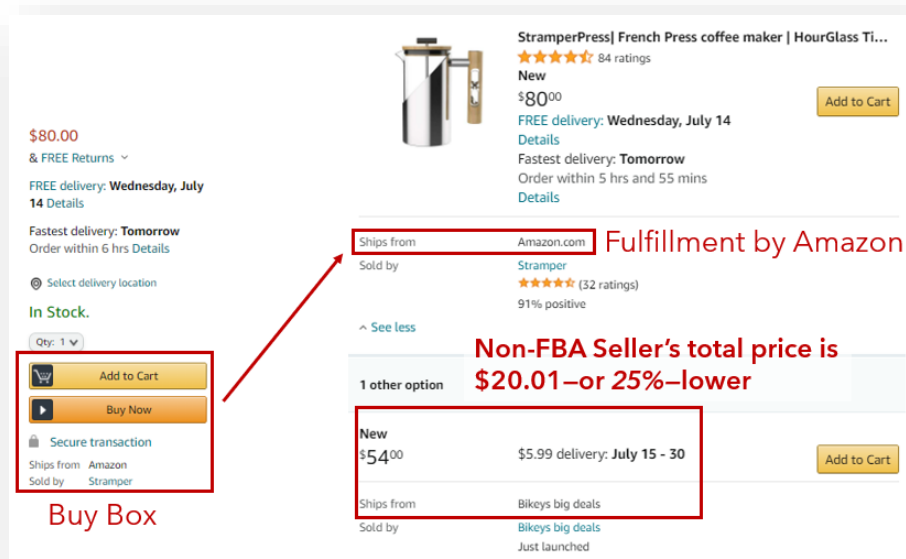 $80.00
& FREE Returns
FREE delivery: Wednesday, July
14 Details
Fastest delivery: Tomorrow
Order within 6 hrs Details
Select delivery location
In Stock.
Qty: 1
Add to Cart
Buy Now
Secure transaction
Ships from Amazon
Sold by Stramper
Buy Box
StramperPress| French Press coffee maker | HourGlass Ti...
84 ratings
New
$8000
FREE delivery: Wednesday, July 14
Details
Fastest delivery: Tomorrow
Order within 5 hrs and 55 mins
Details
Add to Cart
Ships from Amazon.com
Fulfillment by Amazon
Sold by Stramper
(32 ratings)
91% positive
See less
Non-FBA Seller's total price is
$20.01–or 25%–lower
1 other option
New
$5400
$5.99 delivery: July 15 - 30
Add to Cart
Ships from Bikeys big deals
Sold by Bikeys big deals
Just launched